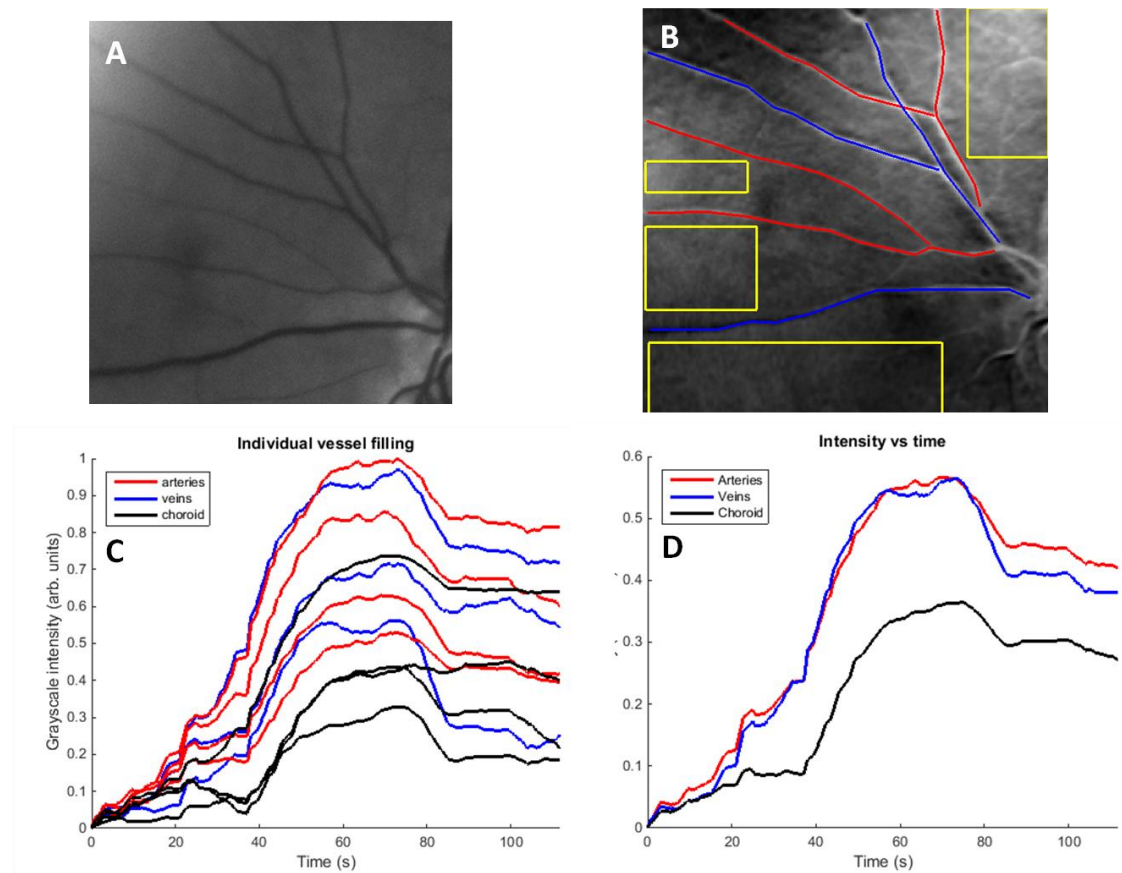 A
B
Individual vessel filling
arteries
veins
choroid
C
Grayscale intensity (arb. units)
1
0.9
0.8
0.7
0.6
0.5
0.4
0.3
0.2
0.1
0
0 20 40 60 80 100
Time (s)
Intensity vs time
Arteries
Veins
Choroid
D
0.6
0.5
0.4
0.3
0.2
0.1
0
0 20 40 60 80 100
Time (s)